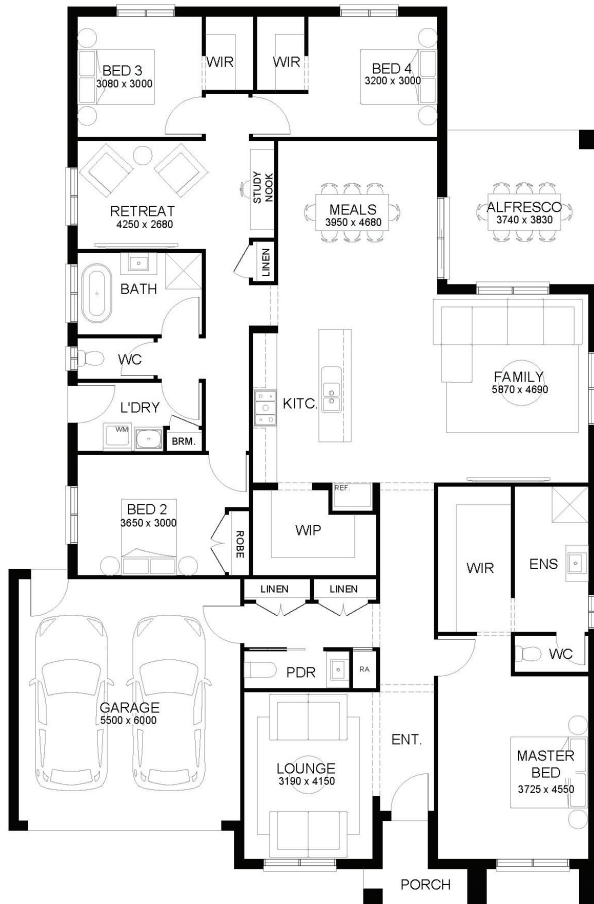 BED 3
3080 x 3000
WIR
WIR
BED 4
3200 x 3000
RETREAT
4250 x 2680
STUDY
NOOK
MEALS
3950 x 4680
ALFRESCO
3740 x 3830
LINEN
BATH
WC
L'DRY
WM
BRM.
KITC.
FAMILY
5870 x 4690
REF.
BED 2
3650 x 3000
ROBE
WIP
WIR
ENS
LINEN
LINEN
WC
PDR
RA
GARAGE
5500 x 6000
LOUNGE
3190 x 4150
ENT.
MASTER
BED
3725 x 4550
PORCH